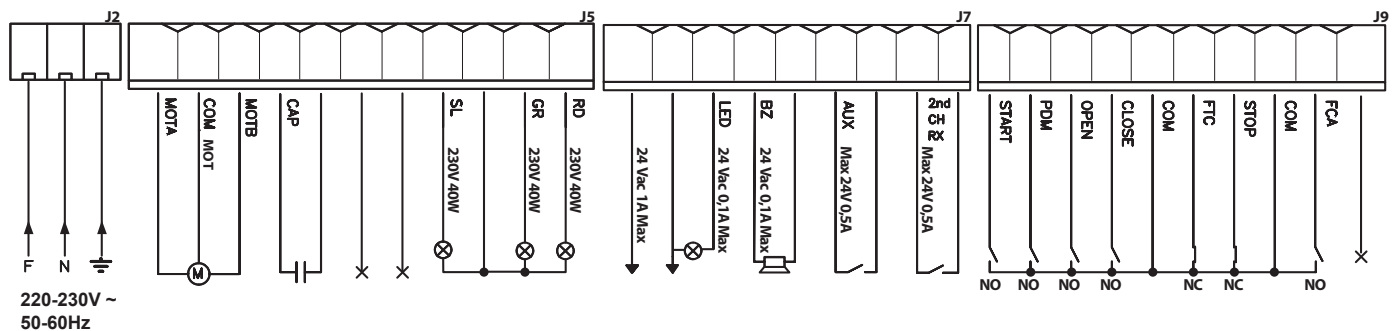 J2
J5
J7
J9
MOTA
COM MOT
MOTB
CAP
SL 230V 40W
GR 230V 40W
RD 230V 40W
24 Vac 1A Max
LED 24 Vac 0,1A Max
BZ 24 Vac 0,1A Max
AUX Max 24V 0,5A
2nd CH RX Max 24V 0,5A
START
PDM
OPEN
CLOSE
COM
FTC
STOP
COM
FCA
F N
M
NO NO NO NO NC NC NO
220-230V ~
50-60Hz